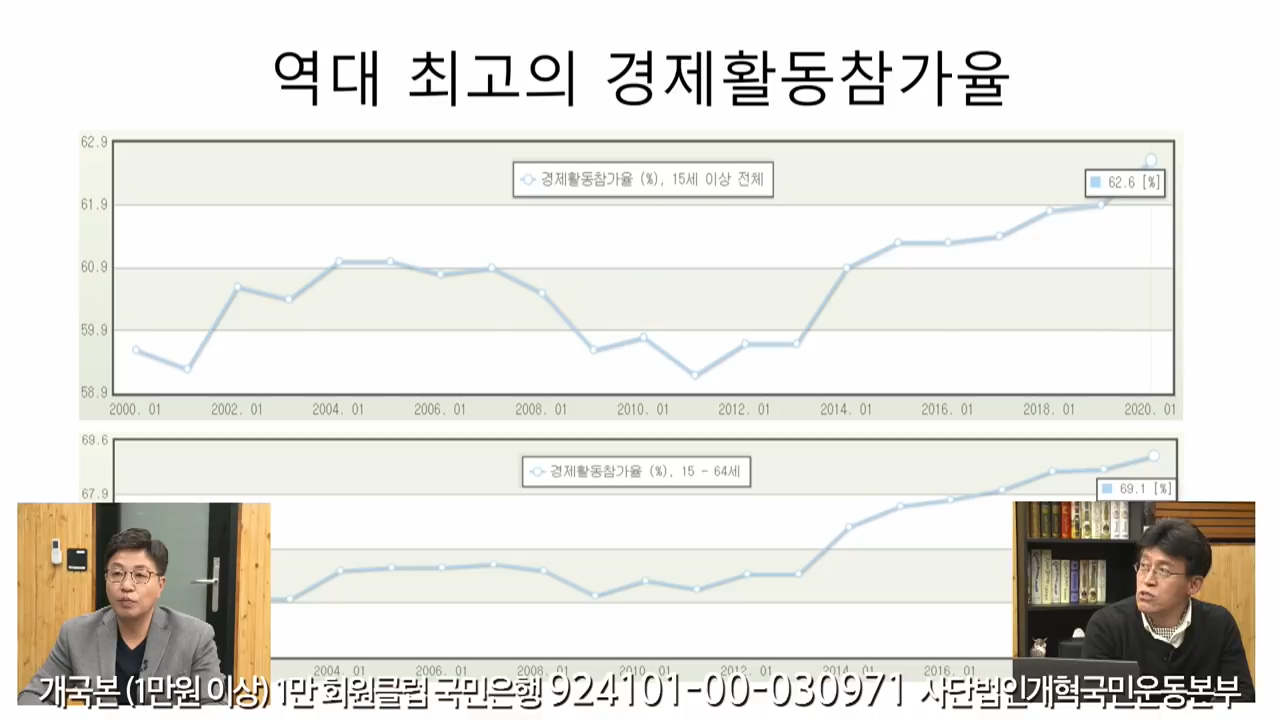 역대 최고의 경제활동참가율
62.9
경제활동참가율 (%), 15세 이상 전체
62.6 [%]
61.9
60.9
59.9
58.9
2000. 01 2002. 01 2004. 01 2006. 01 2008. 01 2010. 01 2012. 01 2014. 01 2016. 01 2018. 01 2020. 01
69.6
경제활동참가율 (%), 15 - 64세
67.9
69.1 [%]
2004. 01 2006. 01 2008. 01 2010. 01 2012. 01 2014. 01 2016. 01
개국본 (1만원 이상) 1만 회원클럽 국민은행 924101-00-030971 사단법인개혁국민운동본부